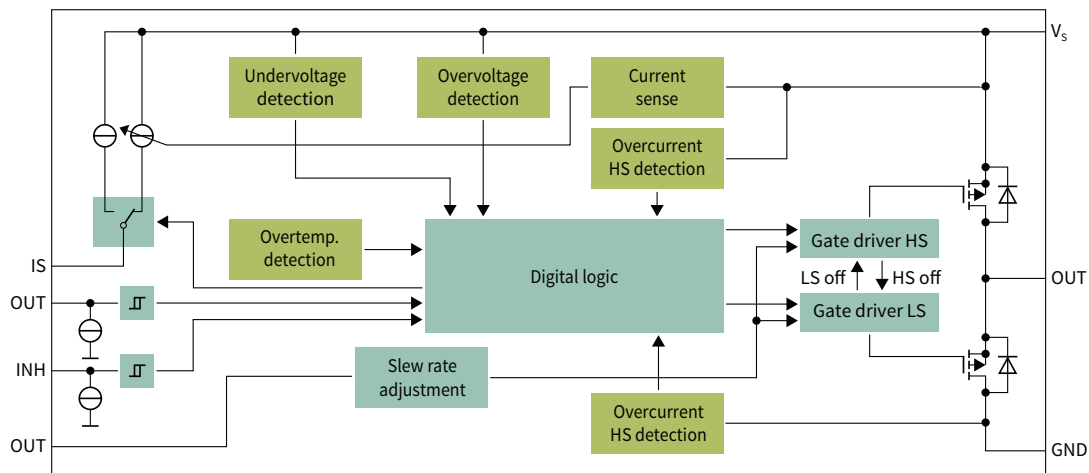 Vs
Undervoltage
detection
Overvoltage
detection
Current
sense
Overcurrent
HS detection
Overtemp.
detection
Digital logic
Gate driver HS
LS off
HS off
Gate driver LS
IS
OUT
INH
OUT
Slew rate
adjustment
Overcurrent
HS detection
OUT
GND